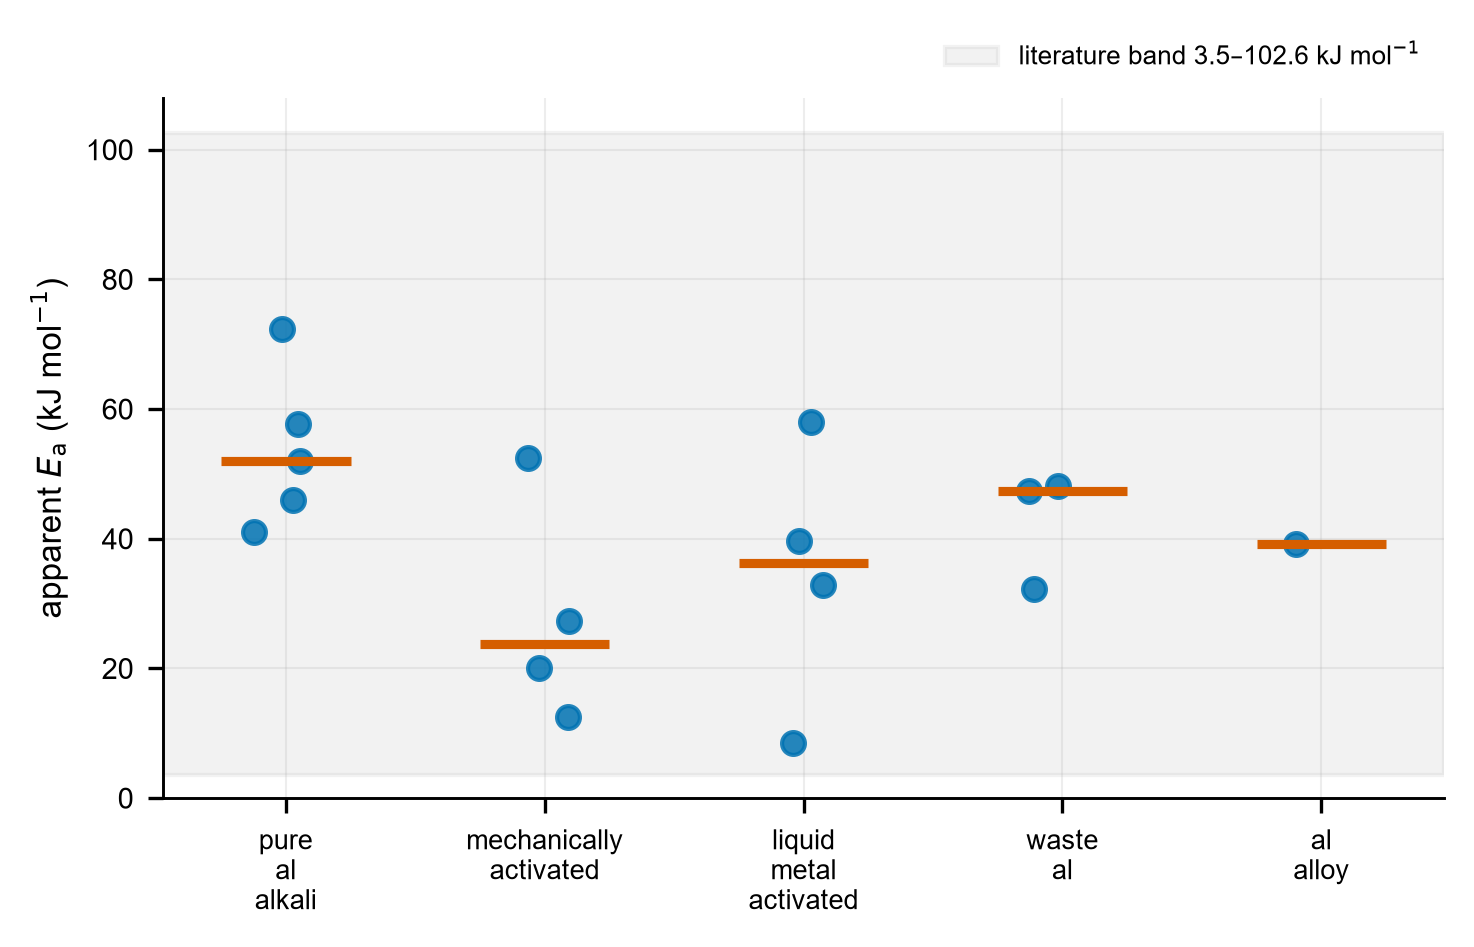 literature band 3.5–102.6 kJ mol⁻¹
apparent Eₐ (kJ mol⁻¹)
100
80
60
40
20
0
pure
al
alkali
mechanically
activated
liquid
metal
activated
waste
al
al
alloy